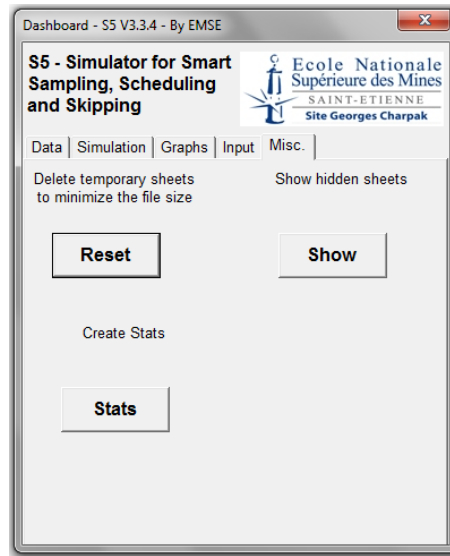 Dashboard - S5 V3.3.4 - By EMSE
S5 - Simulator for Smart
Sampling, Scheduling
and Skipping
Ecole Nationale
Supérieure des Mines
SAINT-ETIENNE
Site Georges Charpak
Data Simulation Graphs Input Misc.
Delete temporary sheets
to minimize the file size
Show hidden sheets
Reset
Show
Create Stats
Stats